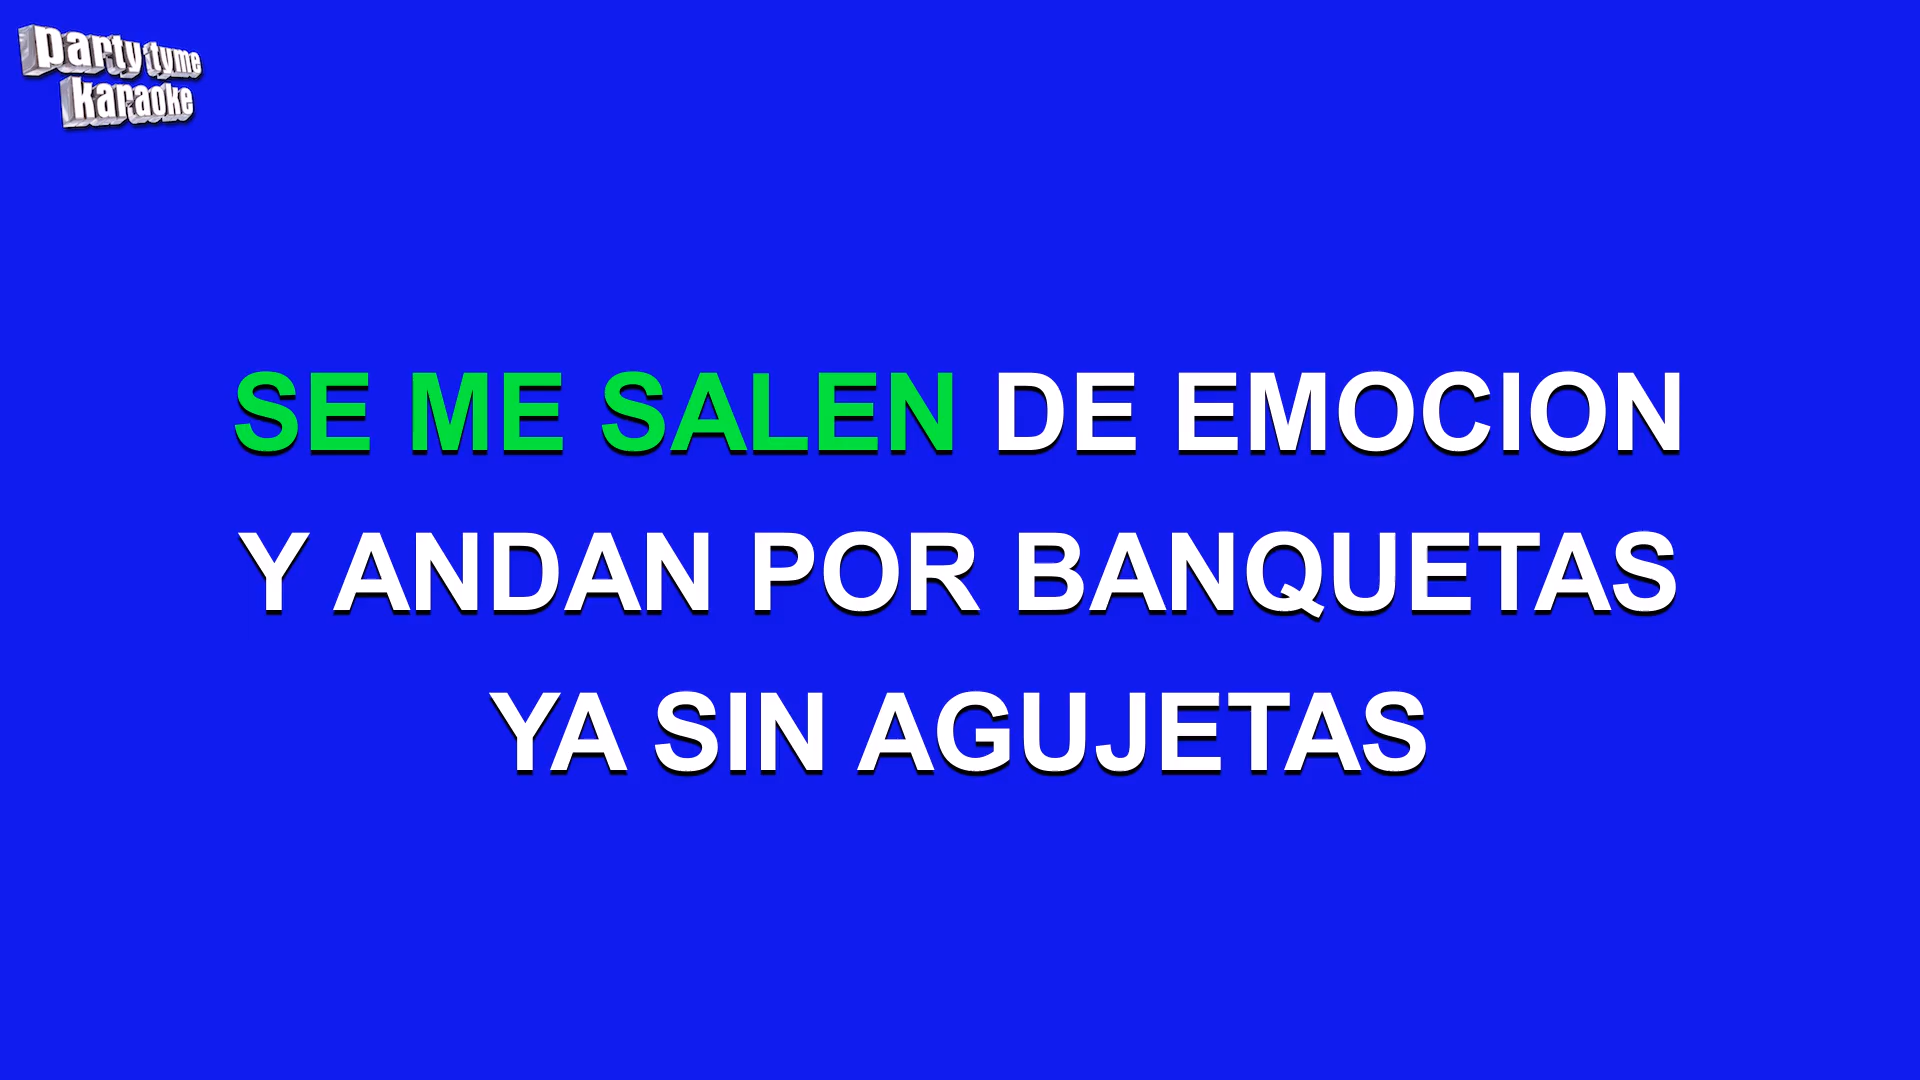 party tyme
karaoke
SE ME SALEN DE EMOCION
Y ANDAN POR BANQUETAS
YA SIN AGUJETAS